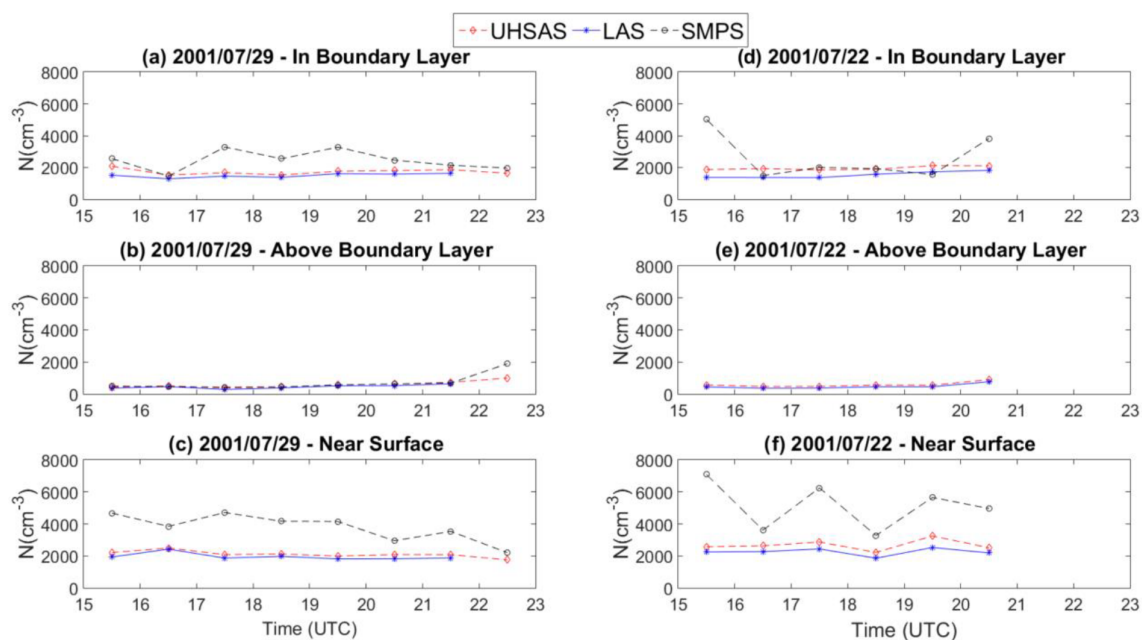 UHSAS LAS SMPS
(a) 2001/07/29 - In Boundary Layer
8000
6000
4000
2000
0
N(cm-3)
15 16 17 18 19 20 21 22 23
(d) 2001/07/22 - In Boundary Layer
8000
6000
4000
2000
0
N(cm-3)
15 16 17 18 19 20 21 22 23
(b) 2001/07/29 - Above Boundary Layer
8000
6000
4000
2000
0
N(cm-3)
15 16 17 18 19 20 21 22 23
(e) 2001/07/22 - Above Boundary Layer
8000
6000
4000
2000
0
N(cm-3)
15 16 17 18 19 20 21 22 23
(c) 2001/07/29 - Near Surface
8000
6000
4000
2000
0
N(cm-3)
15 16 17 18 19 20 21 22 23
Time (UTC)
(f) 2001/07/22 - Near Surface
8000
6000
4000
2000
0
N(cm-3)
15 16 17 18 19 20 21 22 23
Time (UTC)